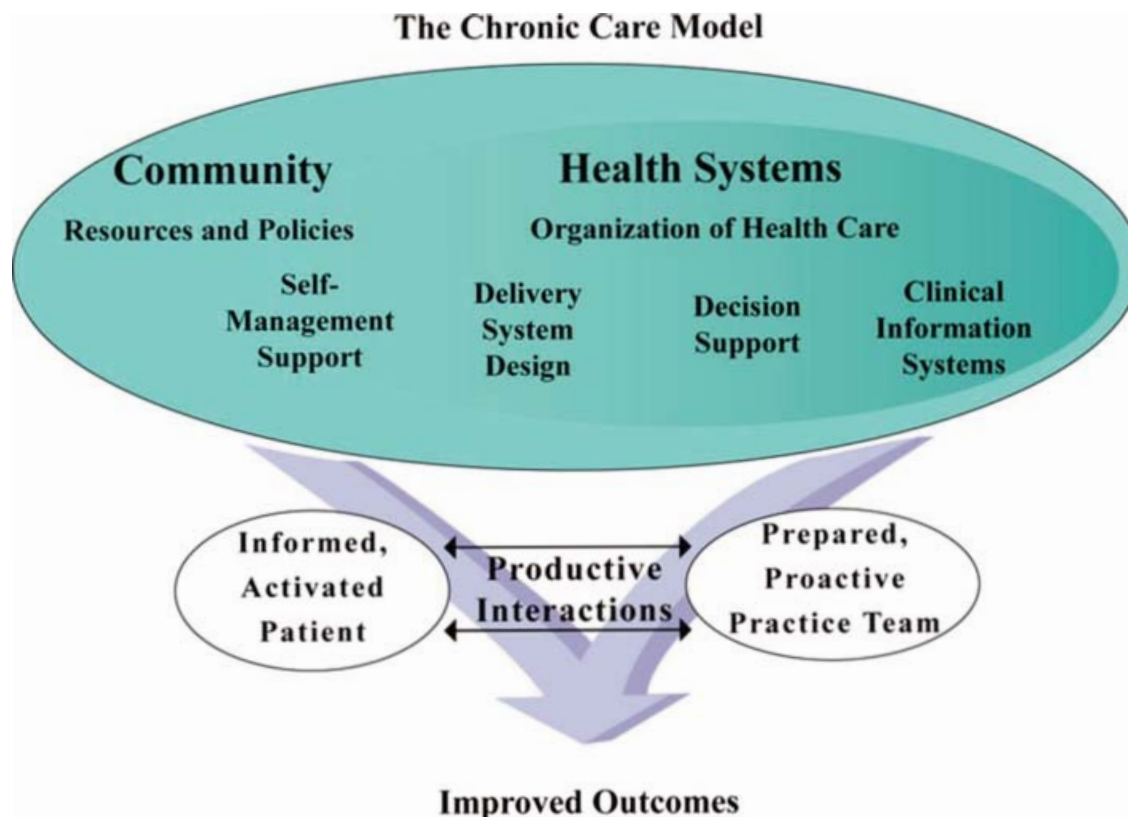 The Chronic Care Model
Community
Resources and Policies
Health Systems
Organization of Health Care
Self-
Management
Support
Delivery
System
Design
Decision
Support
Clinical
Information
Systems
Informed,
Activated
Patient
Productive
Interactions
Prepared,
Proactive
Practice Team
Improved Outcomes